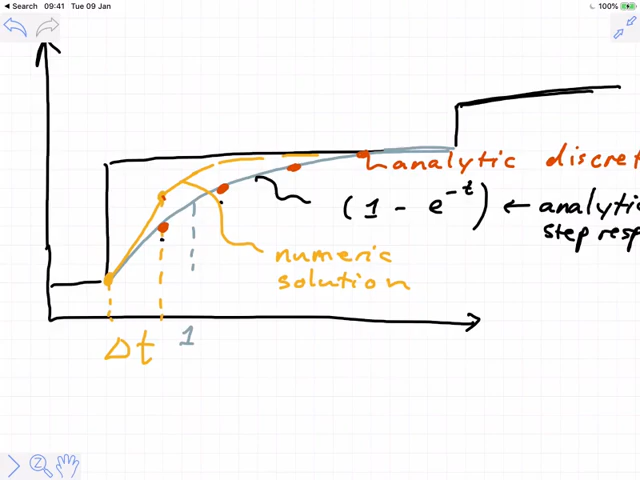 Search 09:41 Tue 09 Jan 100%
analytic discret
(1 - e^-t) ← analytic
step resp
numeric
solution
Δt 1